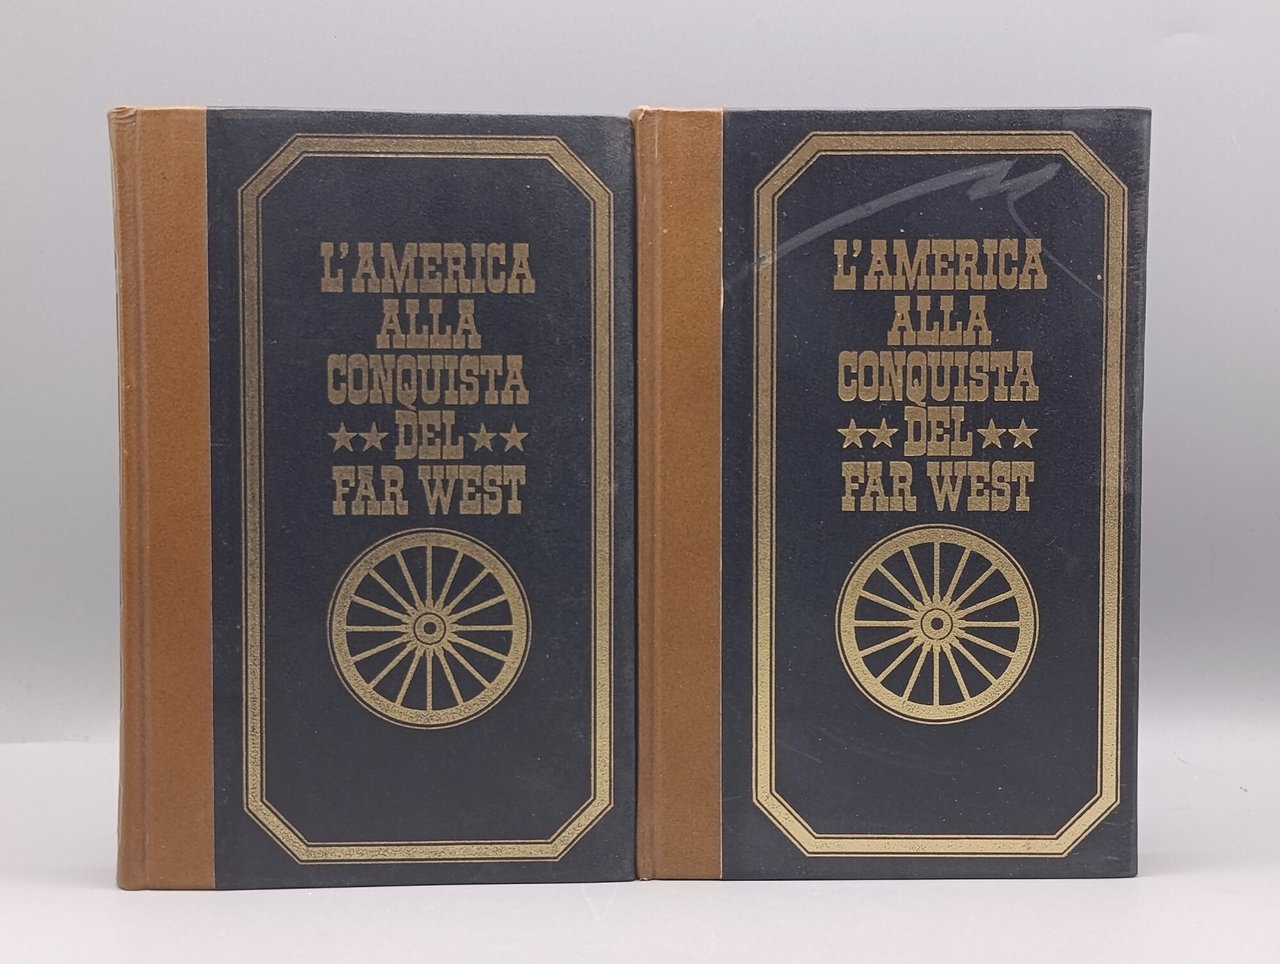 L'AMERICA
ALLA
CONQUISTA
DEL
FAR WEST
L'AMERICA
ALLA
CONQUISTA
DEL
FAR WEST